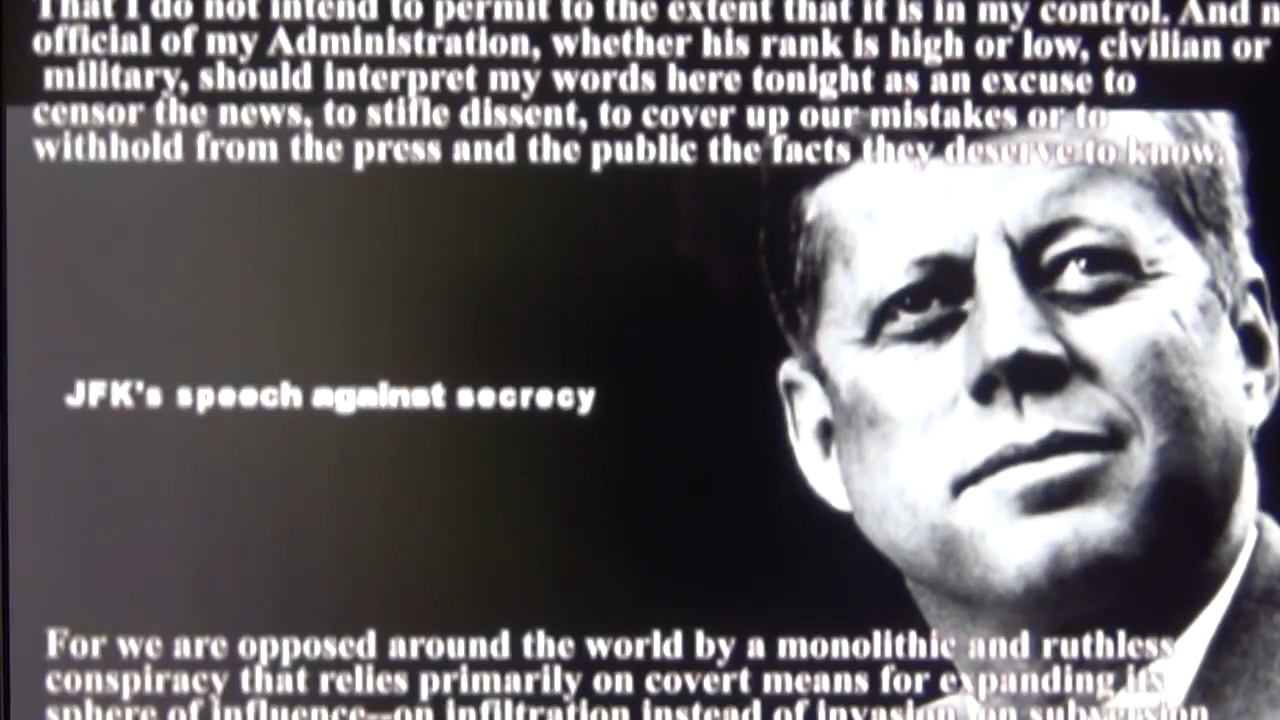 That I do not intend to permit to the extent that it is in my control. And n
official of my Administration, whether his rank is high or low, civilian or
military, should interpret my words here tonight as an excuse to
censor the news, to stifle dissent, to cover up our mistakes or to
withhold from the press and the public the facts they deserve to know.
JFK's speech against secrecy
For we are opposed around the world by a monolithic and ruthless
conspiracy that relies primarily on covert means for expanding its
sphere of influence--on infiltration instead of invasion, on subversion